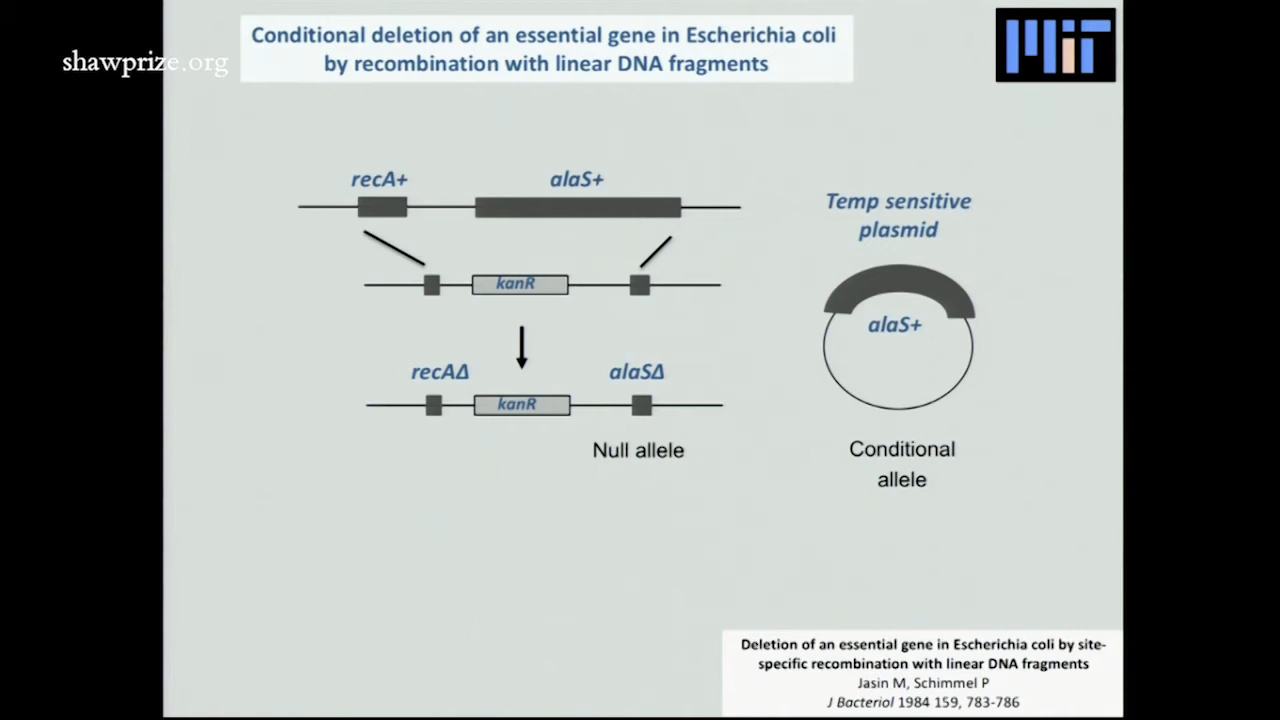 shawprize.org
Conditional deletion of an essential gene in Escherichia coli
by recombination with linear DNA fragments
MIT
recA+
alaS+
kanR
recAΔ
alaSΔ
kanR
Null allele
Temp sensitive
plasmid
alaS+
Conditional
allele
Deletion of an essential gene in Escherichia coli by site-
specific recombination with linear DNA fragments
Jasin M, Schimmel P
J Bacteriol 1984 159, 783-786